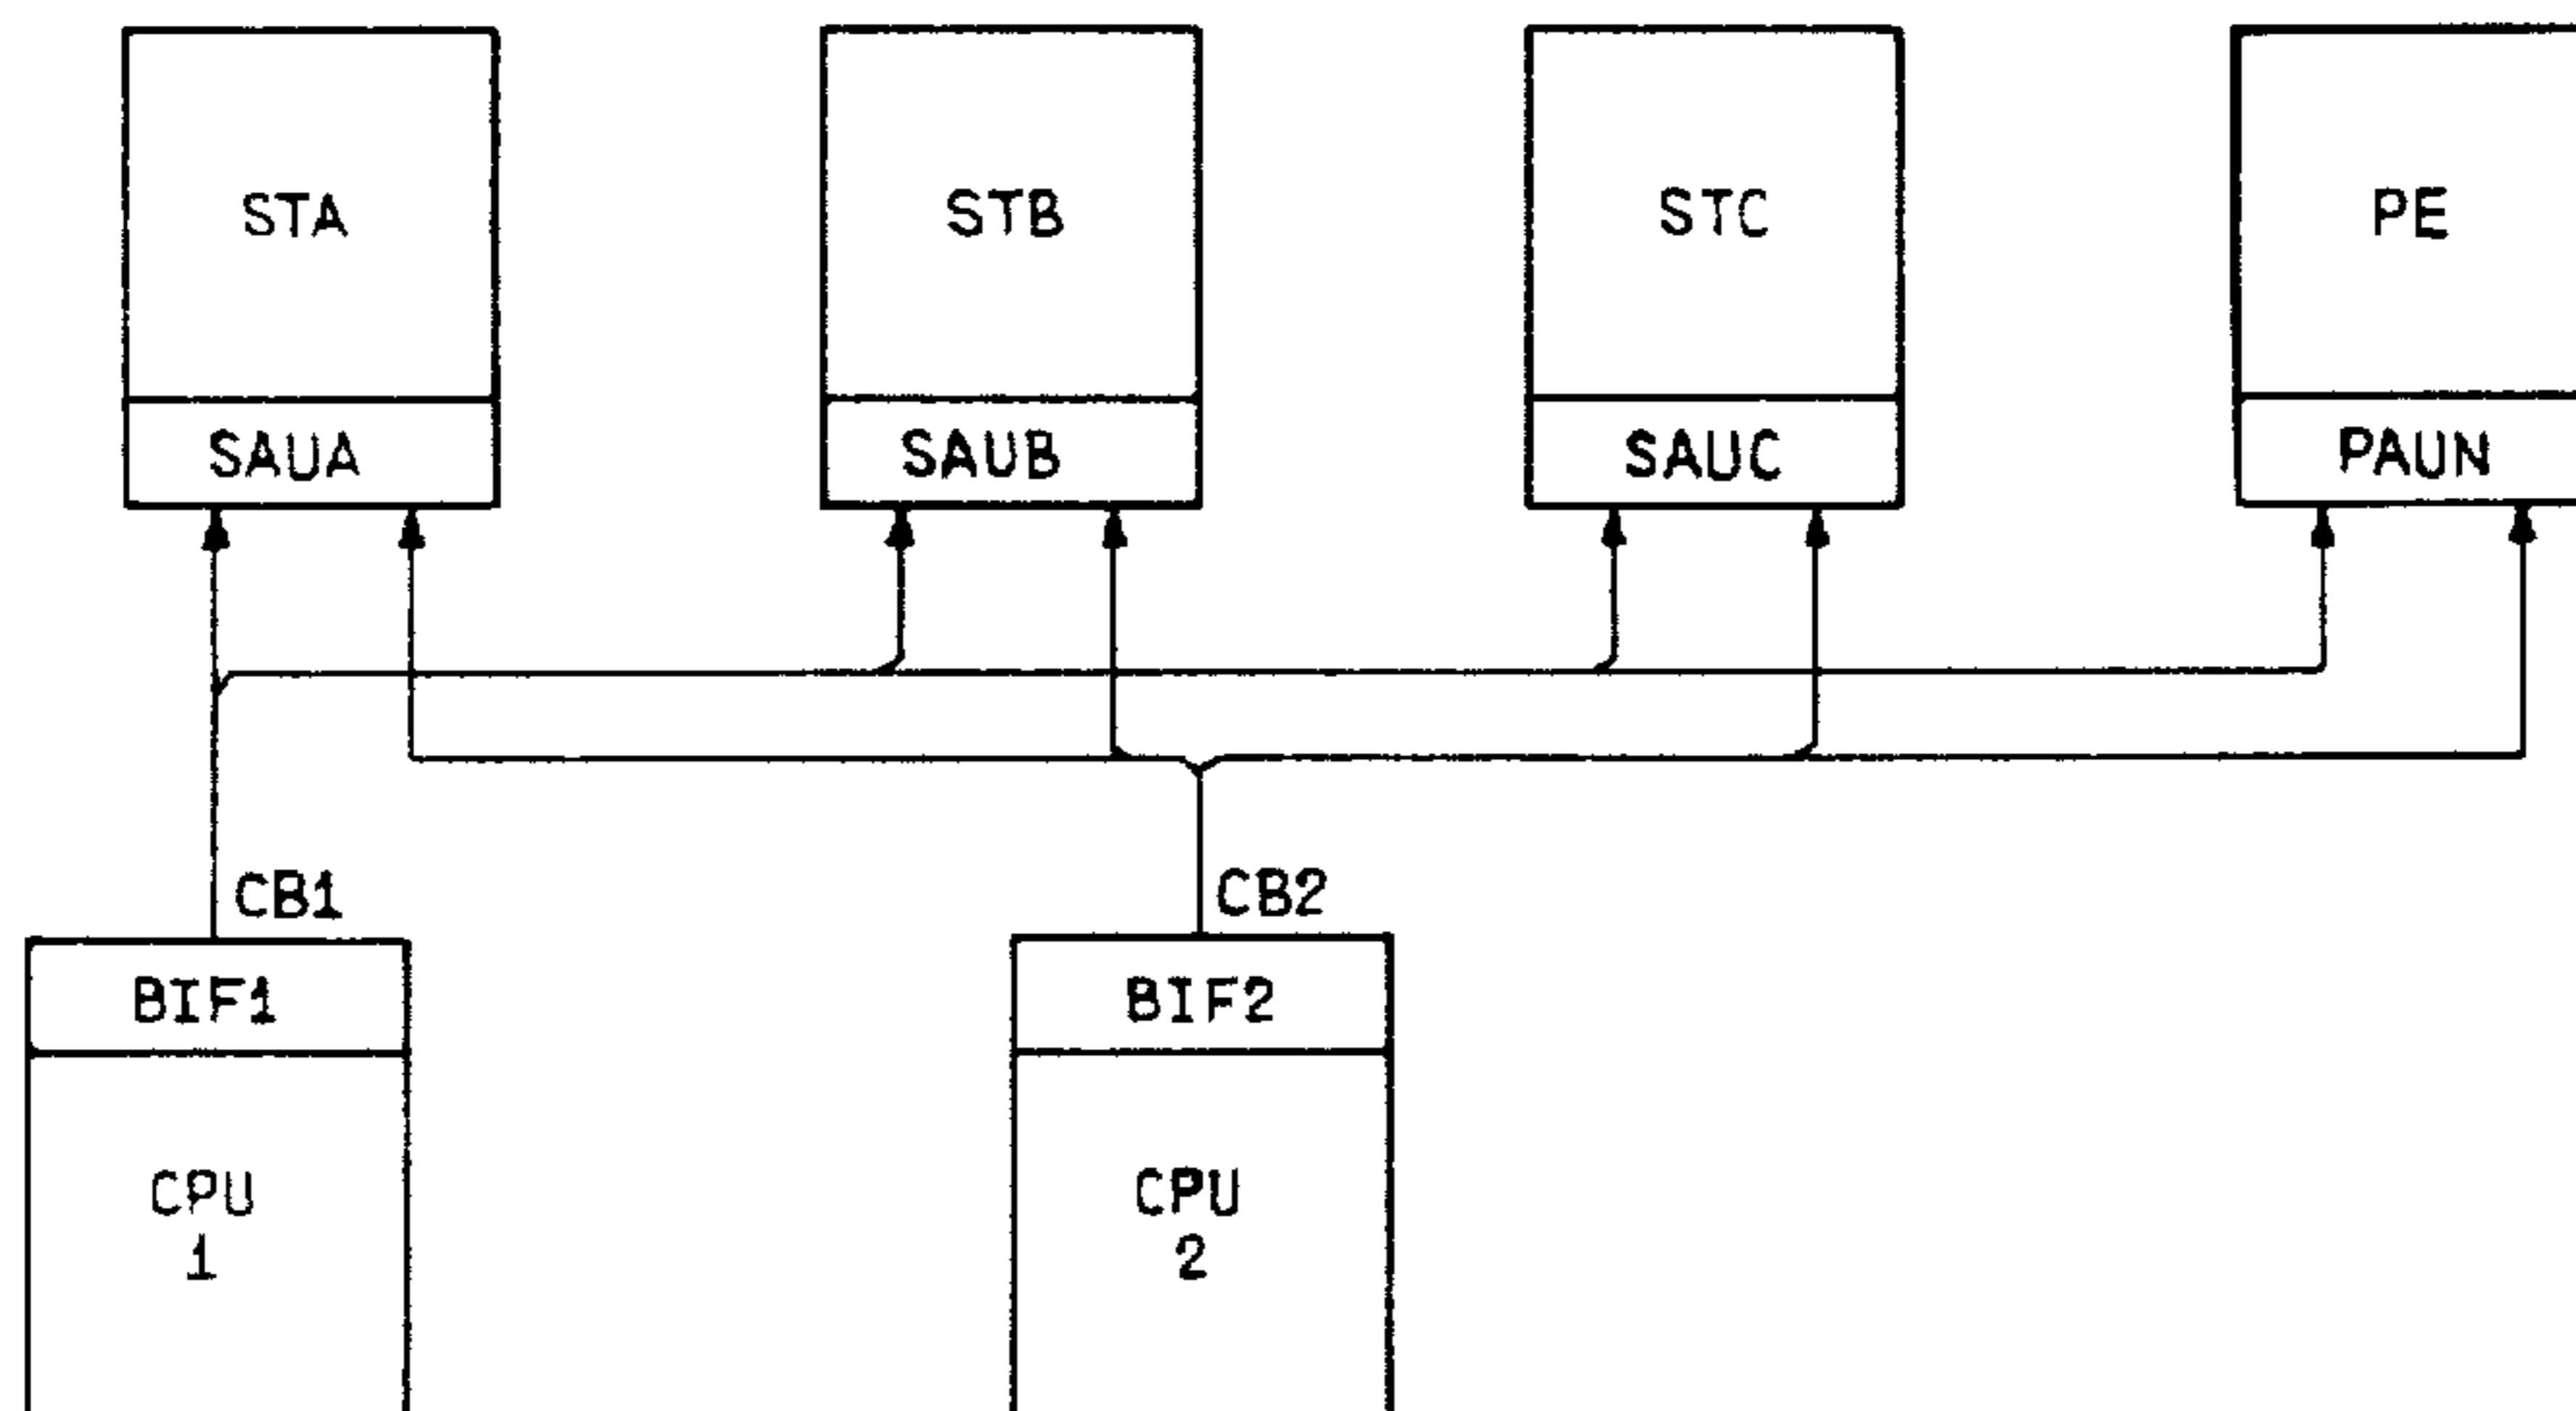 STA
STB
STC
PE
SAUA
SAUB
SAUC
PAUN
CB1
CB2
BIF1
BIF2
CPU
1
CPU
2